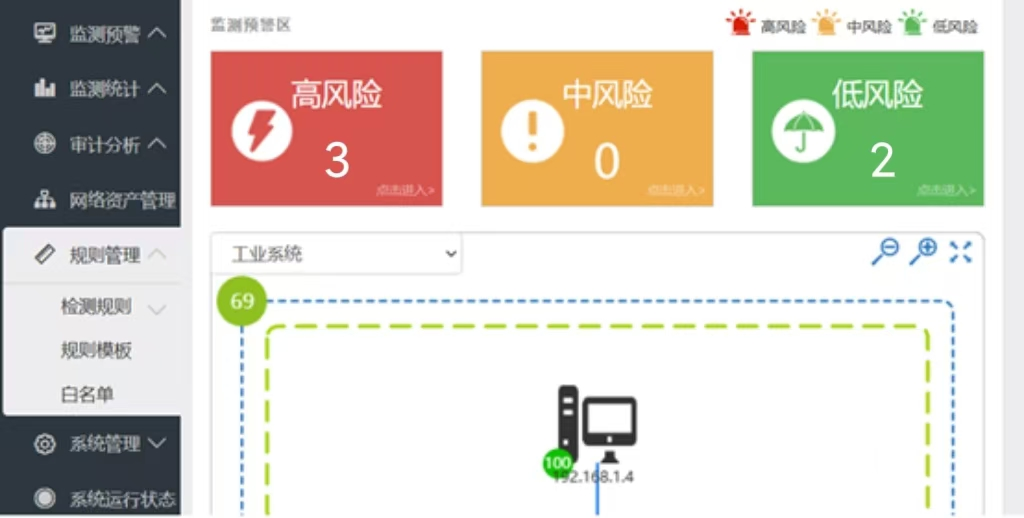 监测预警
监测统计
审计分析
网络资产管理
规则管理
检测规则
规则模板
白名单
系统管理
系统运行状态
监测预警区
高风险 中风险 低风险
高风险
3
点击进入>
中风险
0
点击进入>
低风险
2
点击进入>
工业系统
69
100
192.168.1.4